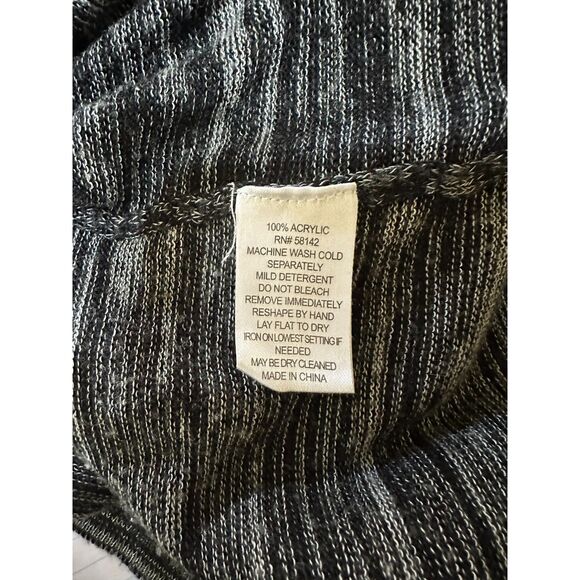 100% ACRYLIC
RN# 58142
MACHINE WASH COLD
SEPARATELY
MILD DETERGENT
DO NOT BLEACH
REMOVE IMMEDIATELY
RESHAPE BY HAND
LAY FLAT TO DRY
IRON ON LOWEST SETTING IF
NEEDED
MAY BE DRY CLEANED
MADE IN CHINA